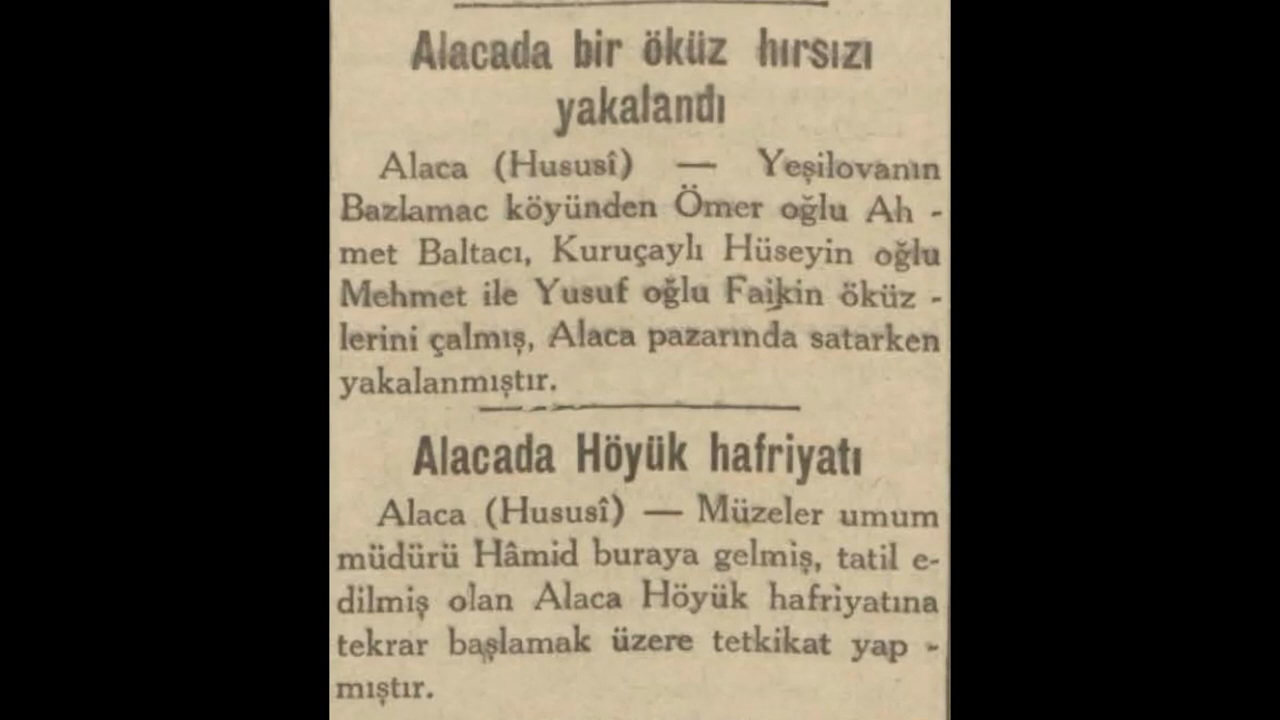 Alacada bir öküz hırsızı
yakalandı
Alaca (Hususî) — Yeşilovanın
Bazlamac köyünden Ömer oğlu Ah -
met Baltacı, Kuruçaylı Hüseyin oğlu
Mehmet ile Yusuf oğlu Faikin öküz -
lerini çalmış, Alaca pazarında satarken
yakalanmıştır.
Alacada Höyük hafriyatı
Alaca (Hususî) — Müzeler umum
müdürü Hâmid buraya gelmiş, tatil e-
dilmiş olan Alaca Höyük hafriyatına
tekrar başlamak üzere tetkikat yap -
mıştır.